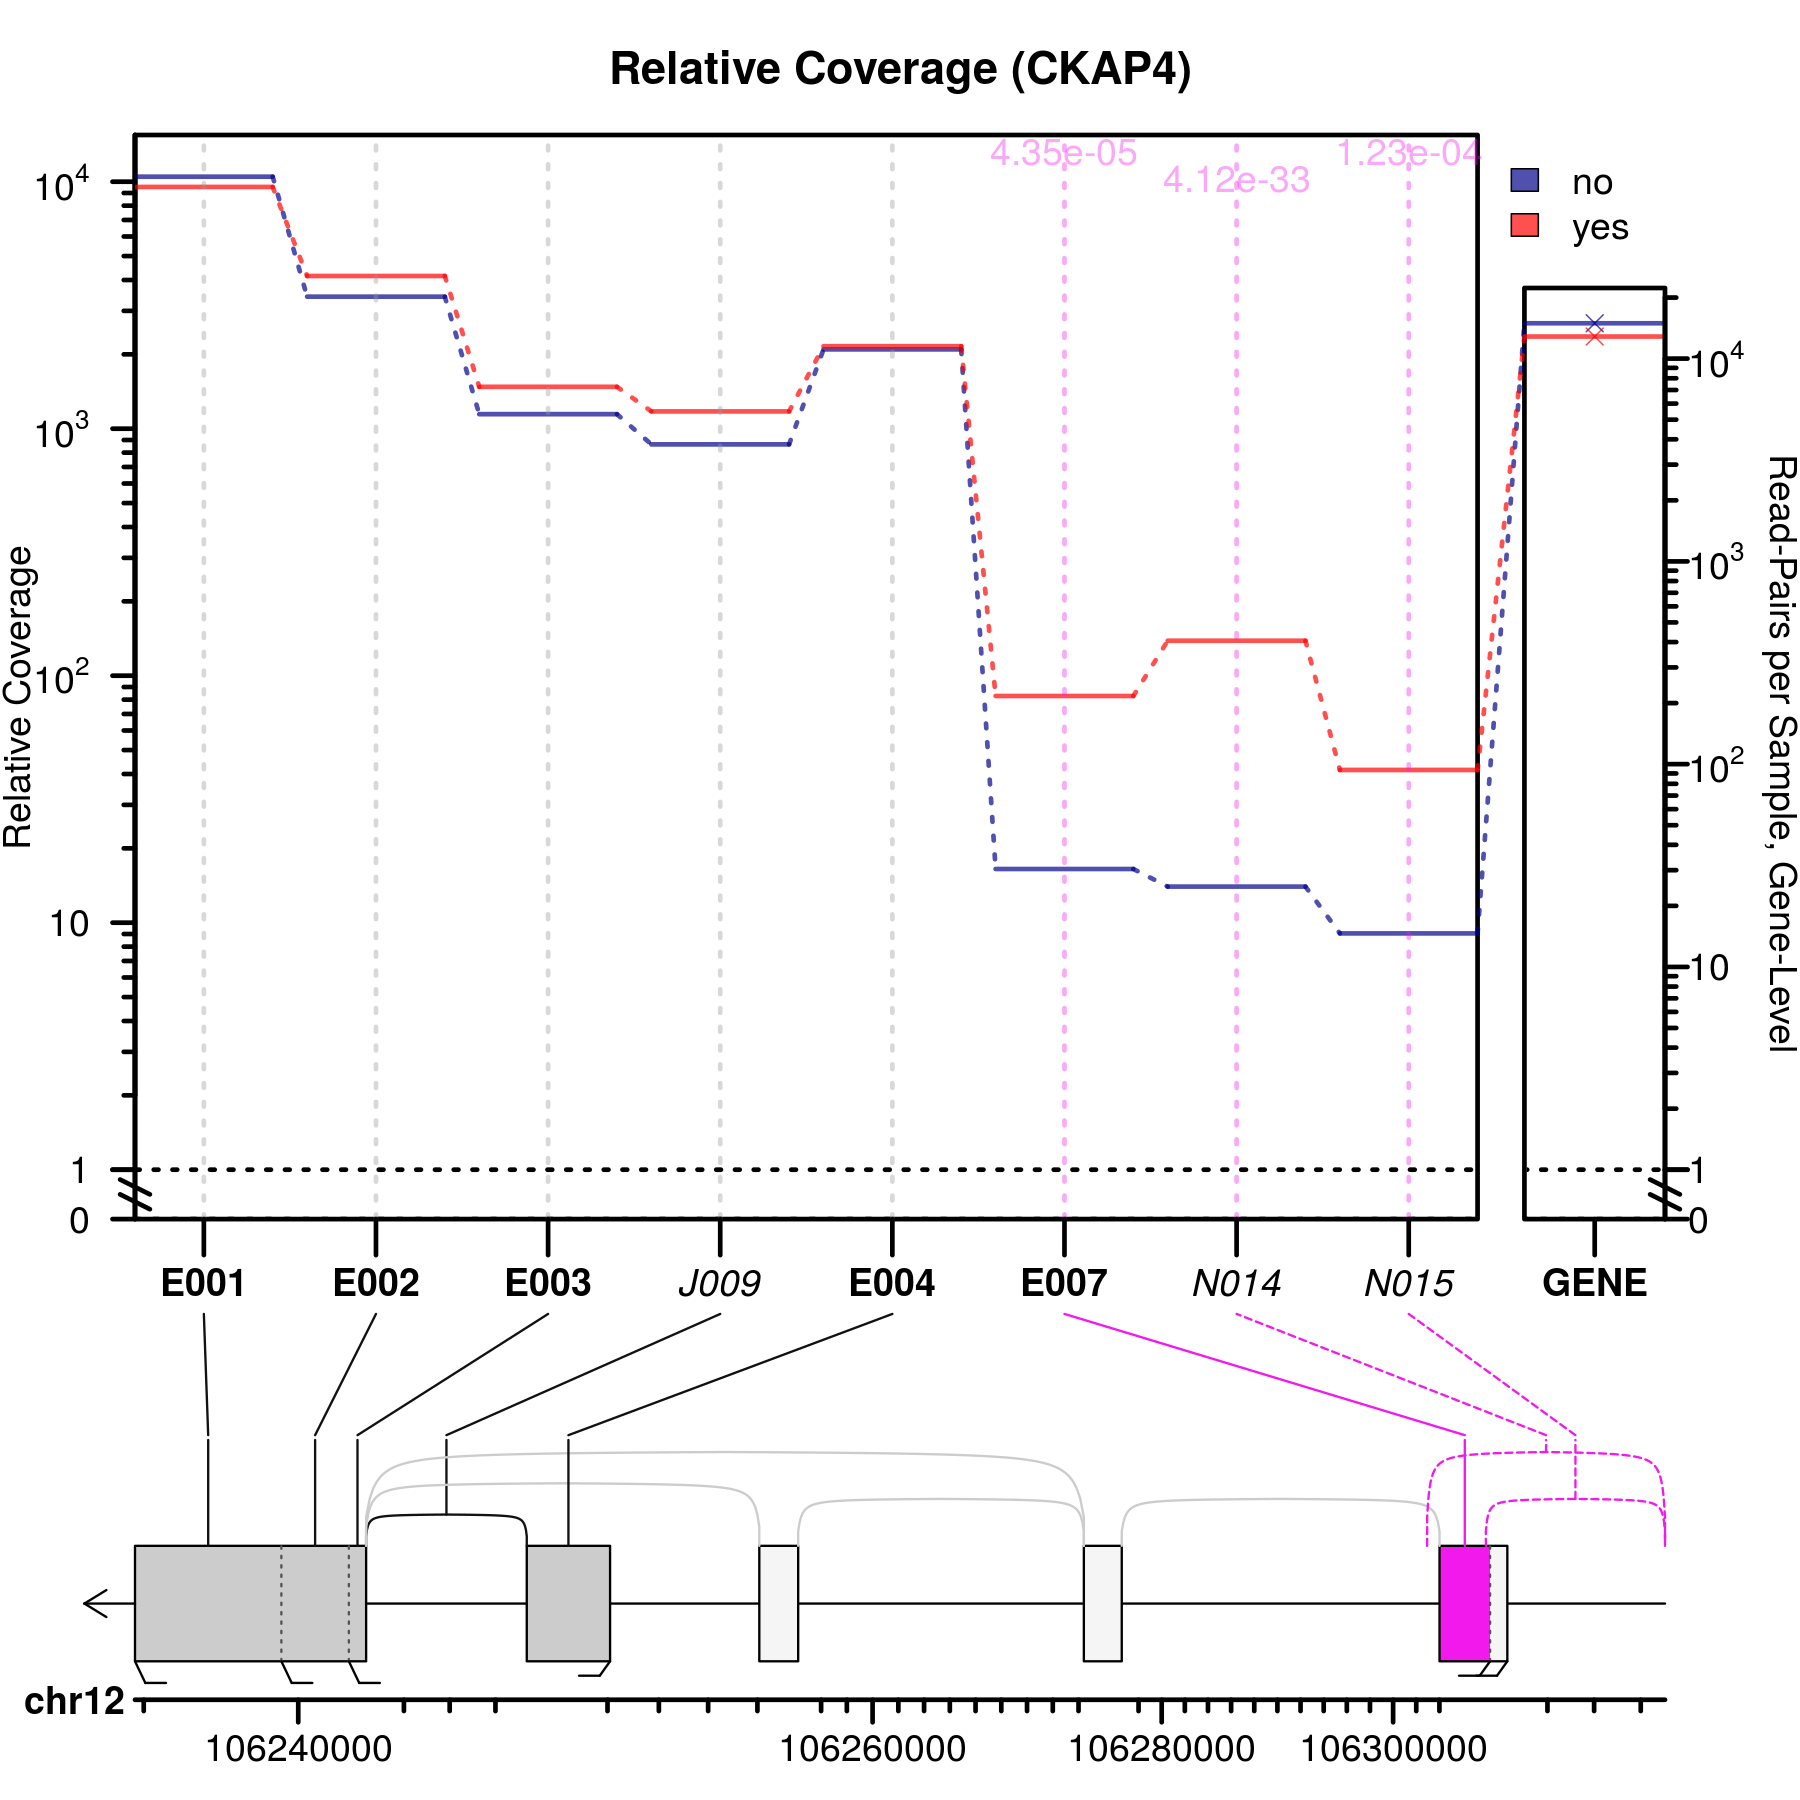 Relative Coverage (CKAP4)
4.35e-05
4.12e-33
1.23e-04
no
yes
Relative Coverage
10⁴
10³
10²
10
1
0
Read-Pairs per Sample, Gene-Level
10⁴
10³
10²
10
1
0
E001 E002 E003 J009 E004 E007 N014 N015 GENE
chr12
106240000 106260000 106280000 106300000